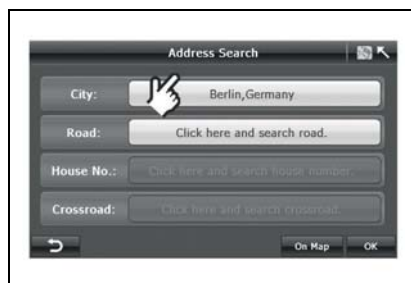 Address Search
City: Berlin,Germany
Road: Click here and search road.
House No.: Click here and search house number.
Crossroad: Click here and search crossroad.
On Map OK